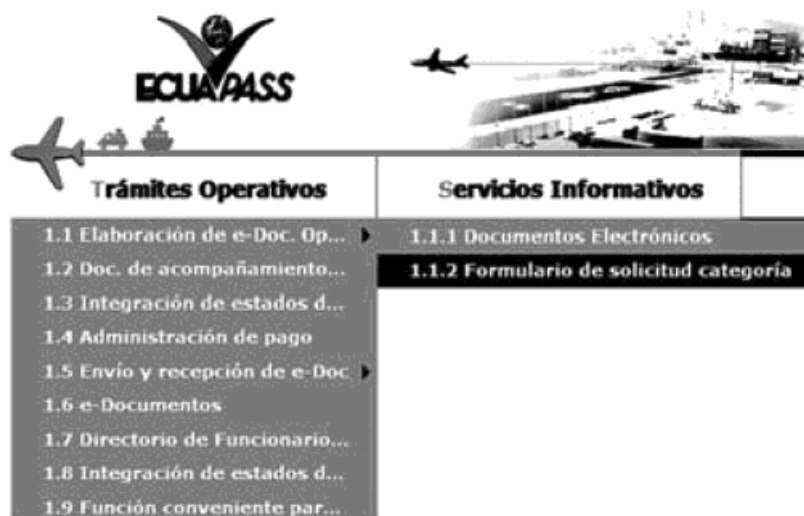 ECUAPASS
Trámites Operativos
Servicios Informativos
1.1 Elaboración de e-Doc. Op...
1.1.1 Documentos Electrónicos
1.2 Doc. de acompañamiento...
1.1.2 Formulario de solicitud categoría
1.3 Integración de estados d...
1.4 Administración de pago
1.5 Envío y recepción de e-Doc
1.6 e-Documentos
1.7 Directorio de Funcionario...
1.8 Integración de estados d...
1.9 Función conveniente par...